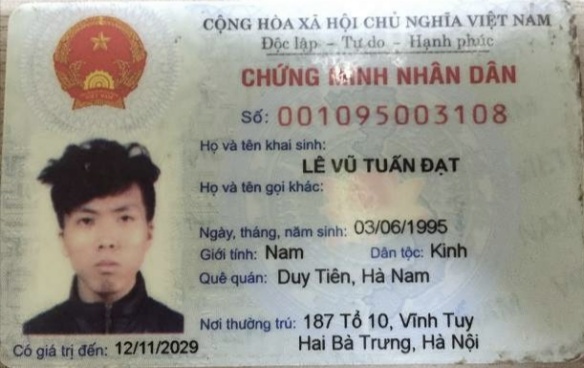 CỘNG HÒA XÃ HỘI CHỦ NGHĨA VIỆT NAM
Độc lập - Tự do - Hạnh phúc
CHỨNG MINH NHÂN DÂN
Số: 001095003108
Họ và tên khai sinh:
LÊ VŨ TUẤN ĐẠT
Họ và tên gọi khác:
Ngày, tháng, năm sinh: 03/06/1995
Giới tính: Nam Dân tộc: Kinh
Quê quán: Duy Tiên, Hà Nam
Nơi thường trú: 187 Tổ 10, Vĩnh Tuy
Hai Bà Trưng, Hà Nội
Có giá trị đến: 12/11/2029